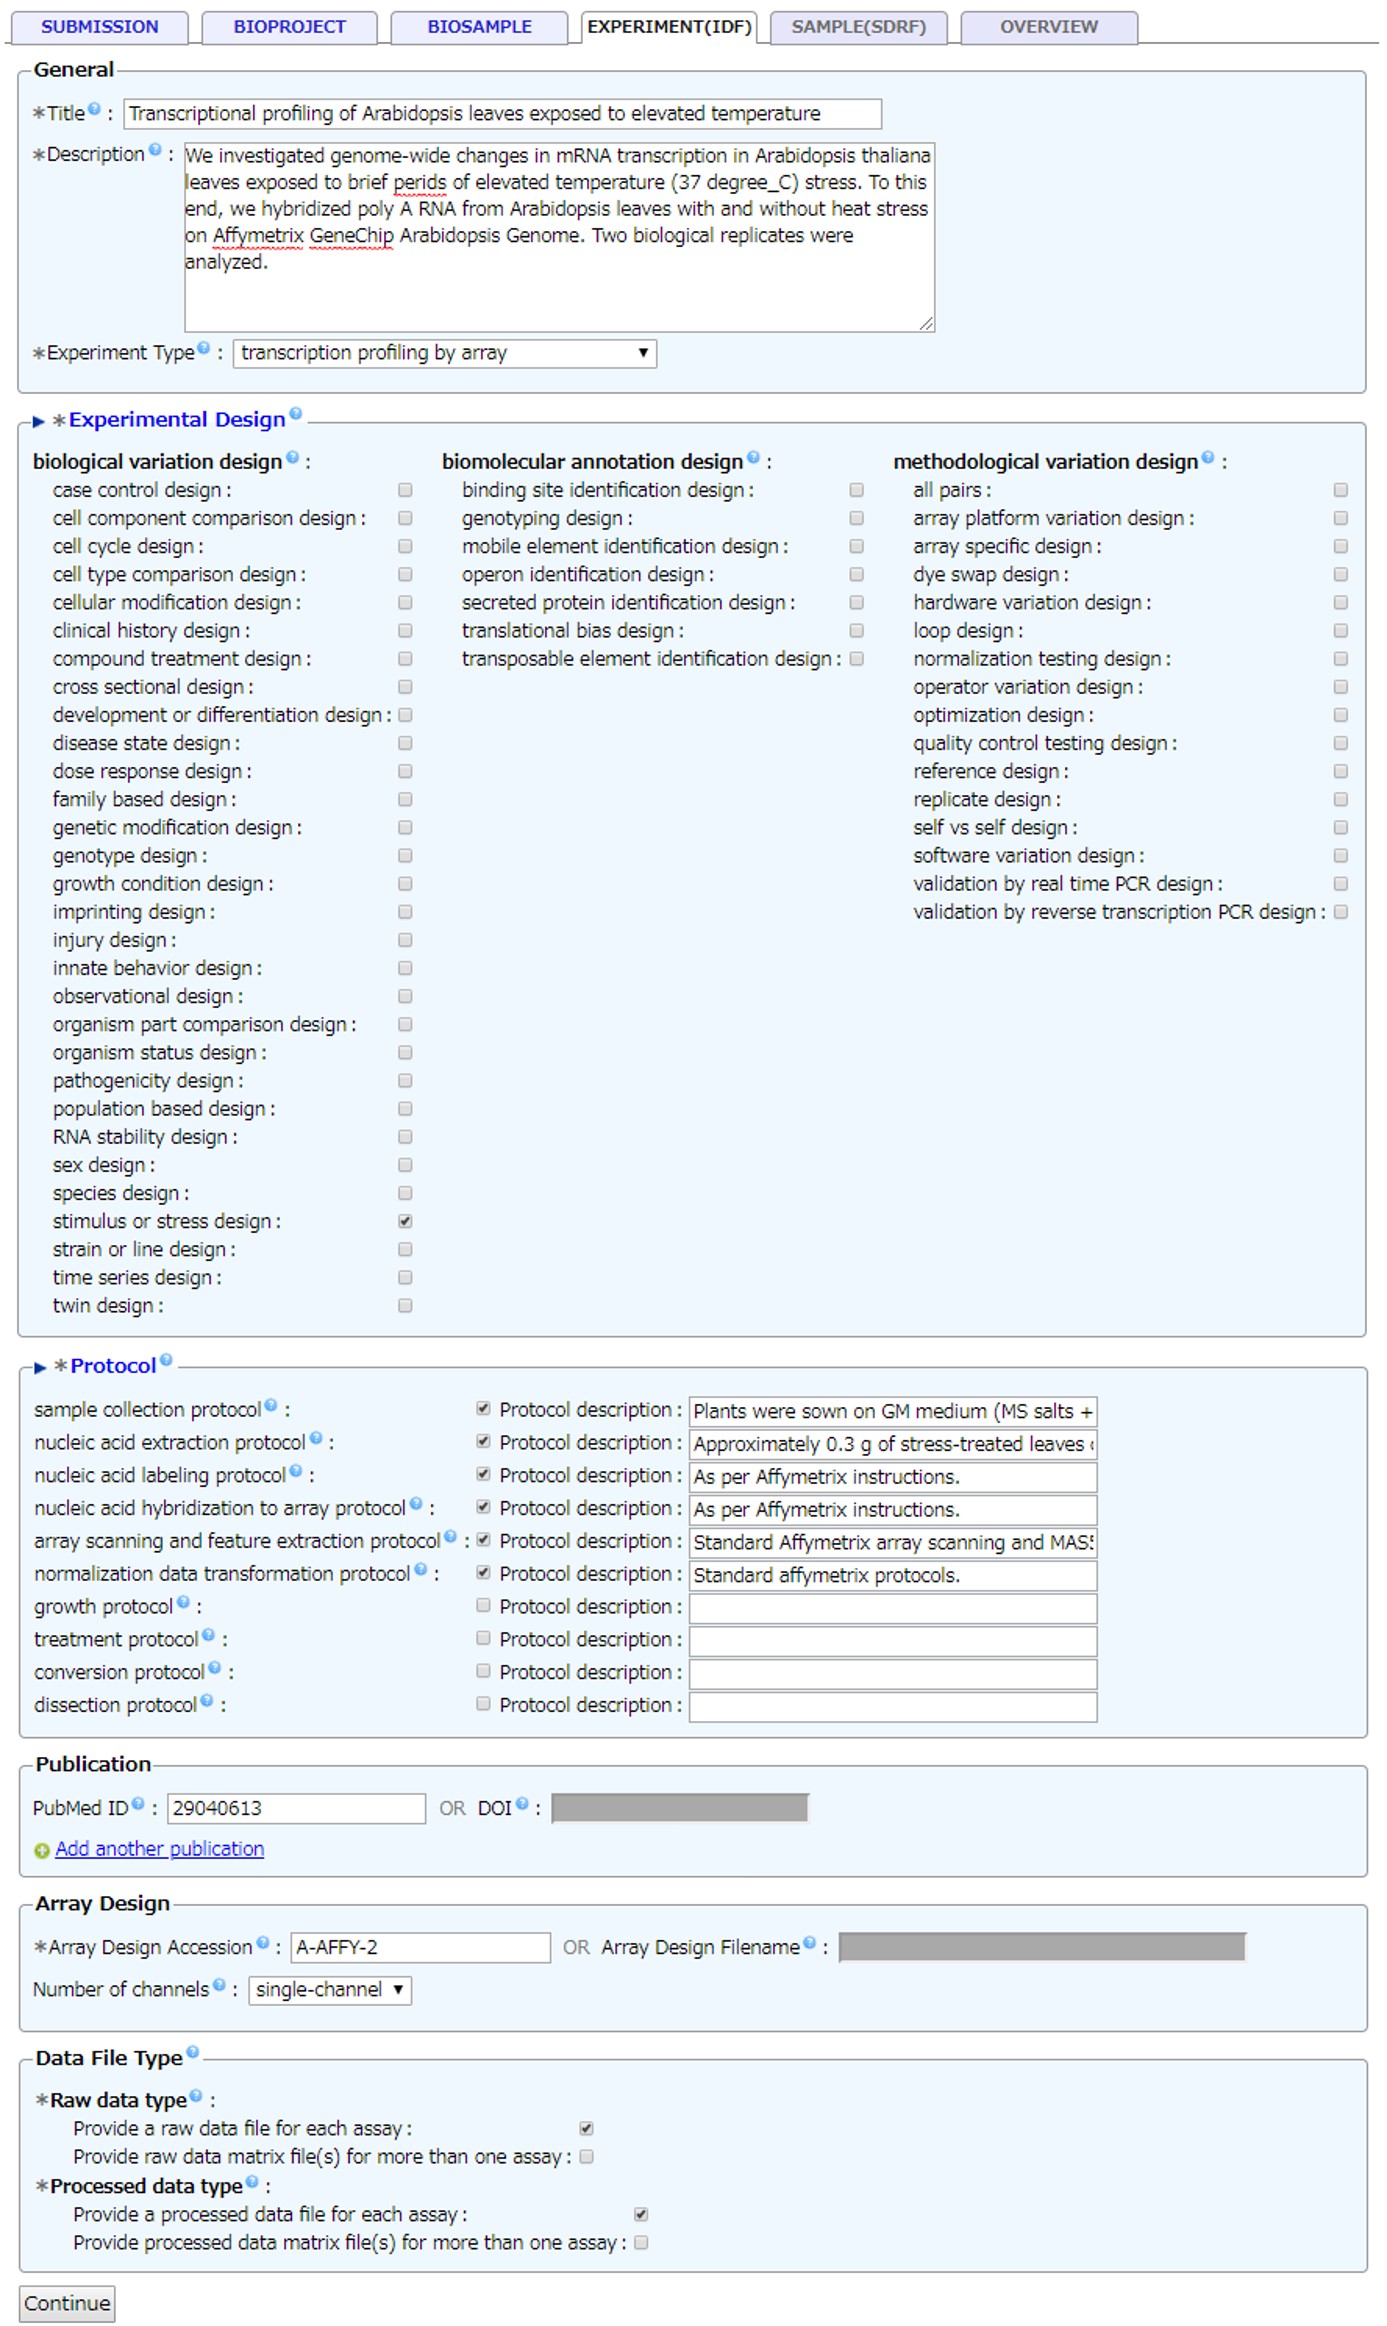 SUBMISSION BIOPROJECT BIOSAMPLE EXPERIMENT(IDF) SAMPLE(SDRF) OVERVIEW
General
*Title? : Transcriptional profiling of Arabidopsis leaves exposed to elevated temperature
*Description? : We investigated genome-wide changes in mRNA transcription in Arabidopsis thaliana
leaves exposed to brief perids of elevated temperature (37 degree_C) stress. To this
end, we hybridized poly A RNA from Arabidopsis leaves with and without heat stress
on Affymetrix GeneChip Arabidopsis Genome. Two biological replicates were
analyzed.
*Experiment Type? : transcription profiling by array
*Experimental Design?
biological variation design? : biomolecular annotation design? : methodological variation design? :
case control design : binding site identification design : all pairs :
cell component comparison design : genotyping design : array platform variation design :
cell cycle design : mobile element identification design : array specific design :
cell type comparison design : operon identification design : dye swap design :
cellular modification design : secreted protein identification design : hardware variation design :
clinical history design : translational bias design : loop design :
compound treatment design : transposable element identification design : normalization testing design :
cross sectional design : operator variation design :
development or differentiation design : optimization design :
disease state design : quality control testing design :
dose response design : reference design :
family based design : replicate design :
genetic modification design : self vs self design :
genotype design : software variation design :
growth condition design : validation by real time PCR design :
imprinting design : validation by reverse transcription PCR design :
injury design :
innate behavior design :
observational design :
organism part comparison design :
organism status design :
pathogenicity design :
population based design :
RNA stability design :
sex design :
species design :
stimulus or stress design :
strain or line design :
time series design :
twin design :
*Protocol?
sample collection protocol? : Protocol description : Plants were sown on GM medium (MS salts +
nucleic acid extraction protocol? : Protocol description : Approximately 0.3 g of stress-treated leaves
nucleic acid labeling protocol? : Protocol description : As per Affymetrix instructions.
nucleic acid hybridization to array protocol? : Protocol description : As per Affymetrix instructions.
array scanning and feature extraction protocol? : Protocol description : Standard Affymetrix array scanning and MAS
normalization data transformation protocol? : Protocol description : Standard affymetrix protocols.
growth protocol? : Protocol description :
treatment protocol? : Protocol description :
conversion protocol? : Protocol description :
dissection protocol? : Protocol description :
Publication
PubMed ID? : 29040613 OR DOI? :
Add another publication
Array Design
*Array Design Accession? : A-AFFY-2 OR Array Design Filename? :
Number of channels? : single-channel
Data File Type?
*Raw data type? :
Provide a raw data file for each assay :
Provide raw data matrix file(s) for more than one assay :
*Processed data type? :
Provide a processed data file for each assay :
Provide processed data matrix file(s) for more than one assay :
Continue